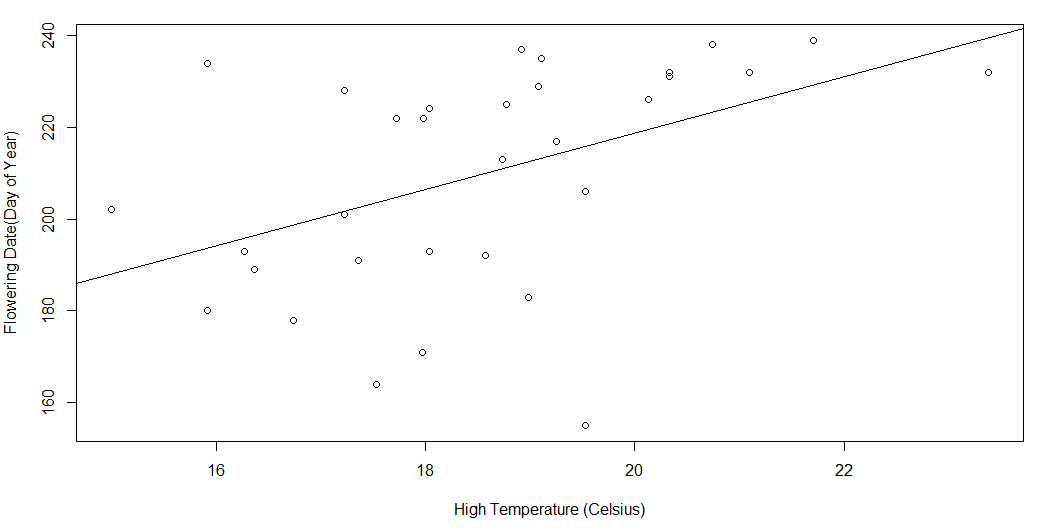 Flowering Date(Day of Year)
240
220
200
180
160
16 18 20 22
High Temperature (Celsius)